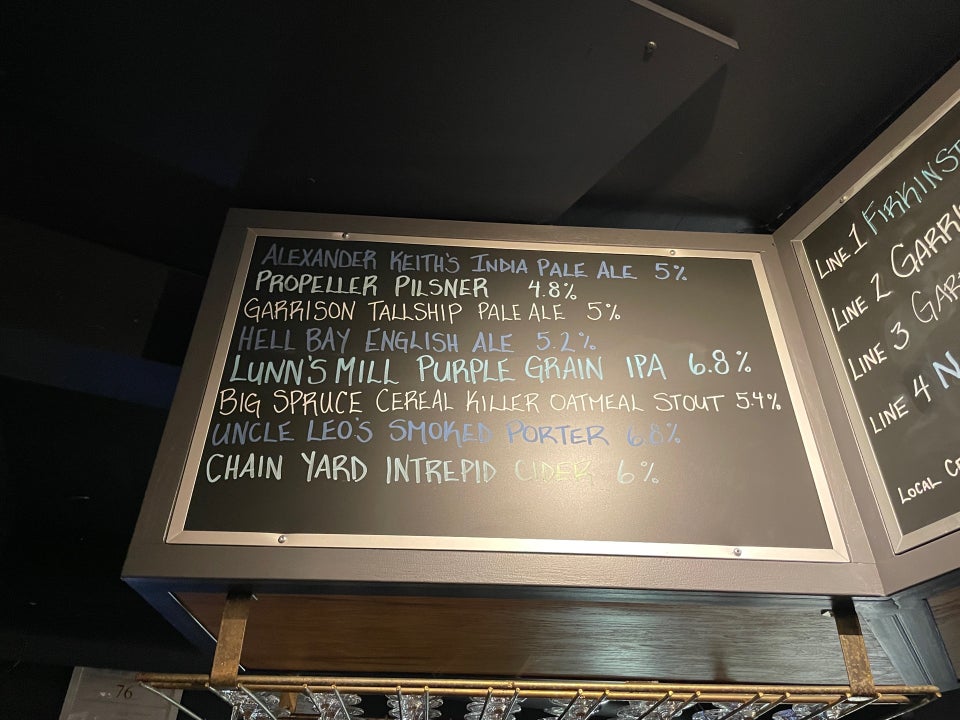 ALEXANDER KEITH'S INDIA PALE ALE 5%
PROPELLER PILSNER 4.8%
GARRISON TALLSHIP PALE ALE 5%
HELL BAY ENGLISH ALE 5.2%
LUNN'S MILL PURPLE GRAIN IPA 6.8%
BIG SPRUCE CEREAL KILLER OATMEAL STOUT 5.4%
UNCLE LEO'S SMOKED PORTER 6.8%
CHAIN YARD INTREPID CIDER 6%
LINE 1 FIRKINST
LINE 2 GARRI
LINE 3 GAR
LINE 4 N
LOCAL C
76